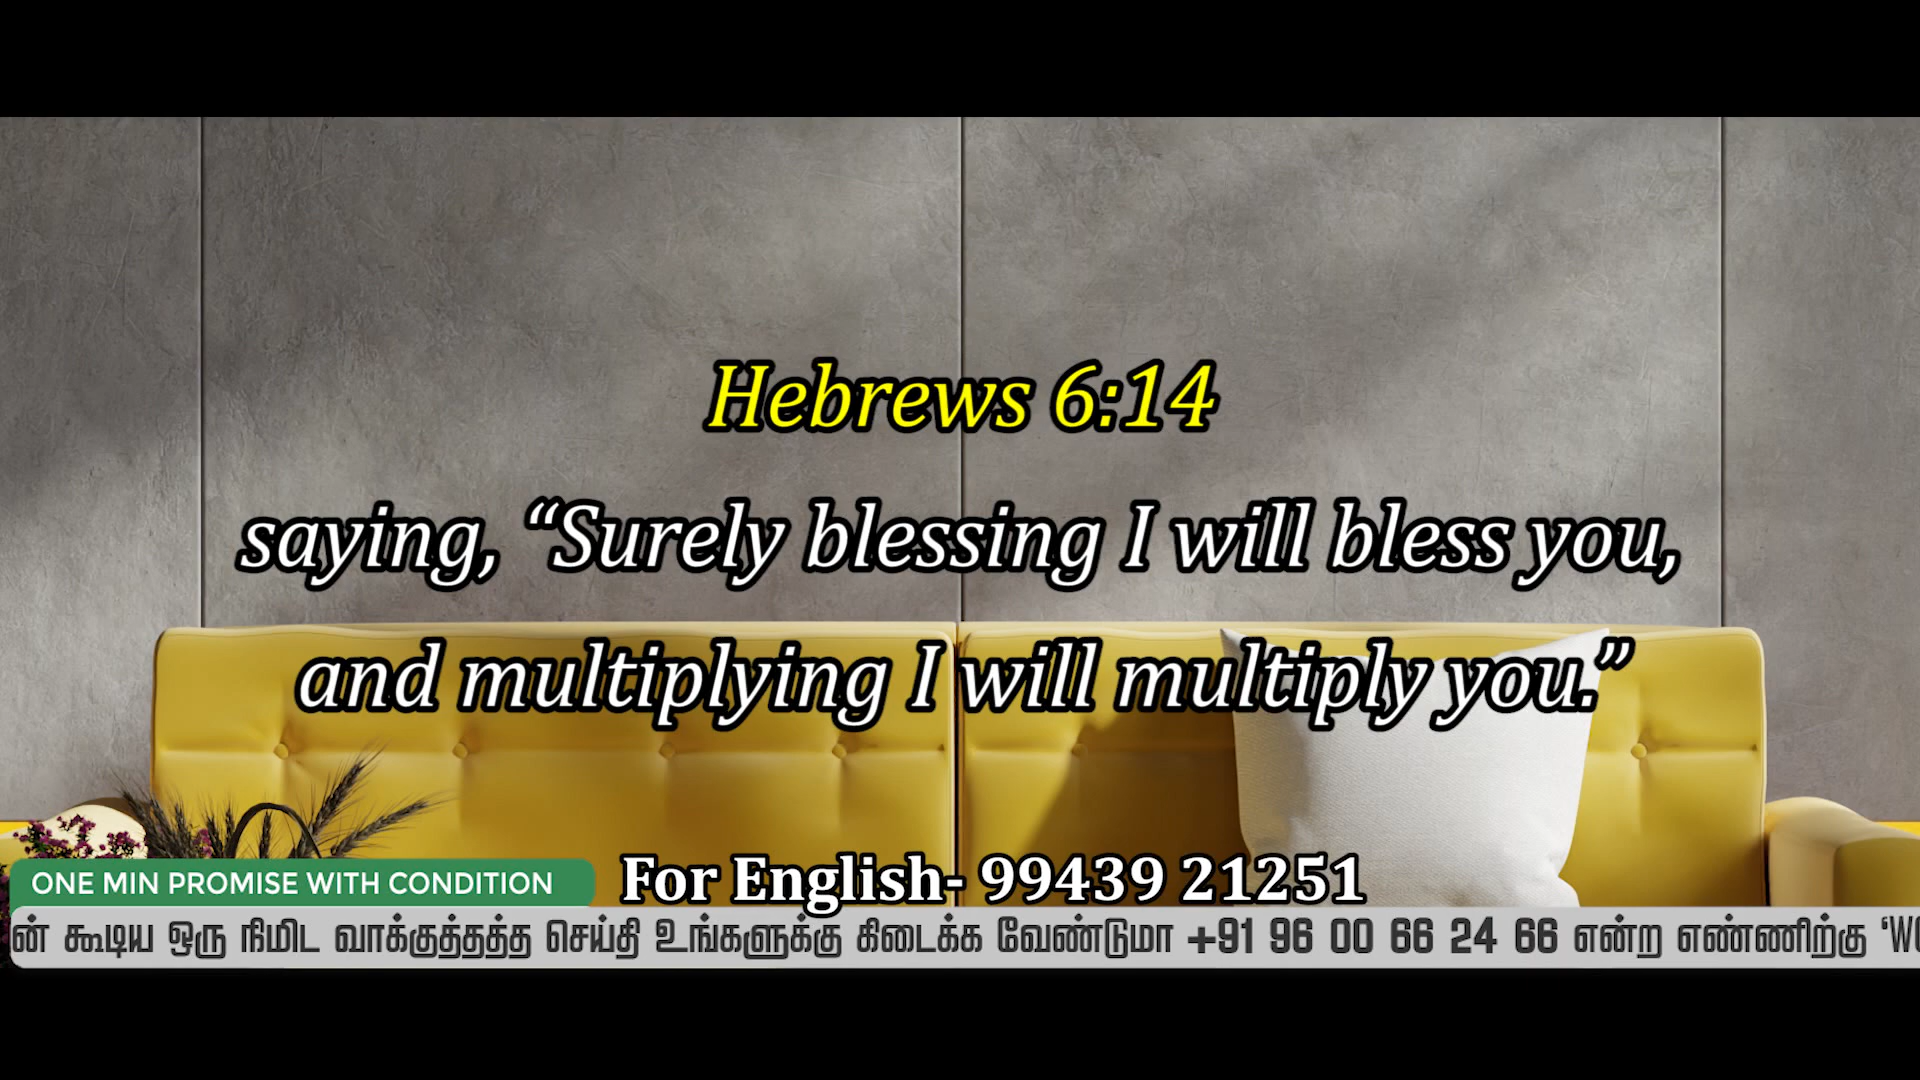 Hebrews 6:14
saying, “Surely blessing I will bless you,
and multiplying I will multiply you.”
For English- 99439 21251
ONE MIN PROMISE WITH CONDITION
ன் கூடிய ஒரு நிமிட வாக்குத்தத்த செய்தி உங்களுக்கு கிடைக்க வேண்டுமா +91 96 00 66 24 66 என்ற எண்ணிற்கு